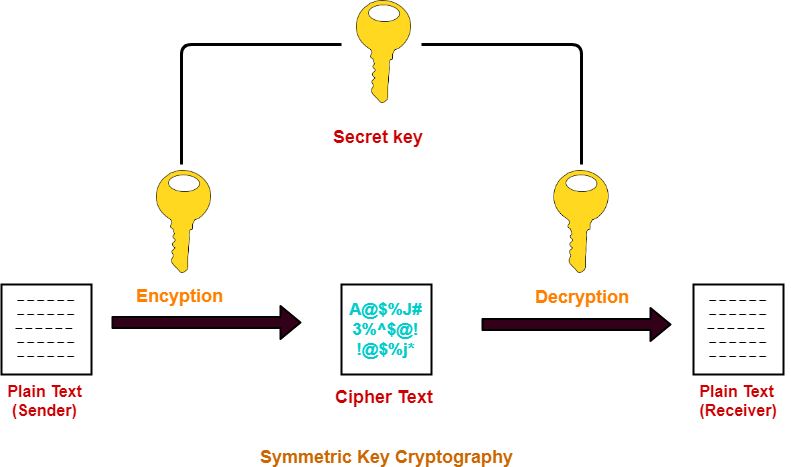 Secret key
Encyption
Decryption
A@$%J#
3%^$@!
!@$%j*
Plain Text
(Sender)
Cipher Text
Plain Text
(Receiver)
Symmetric Key Cryptography